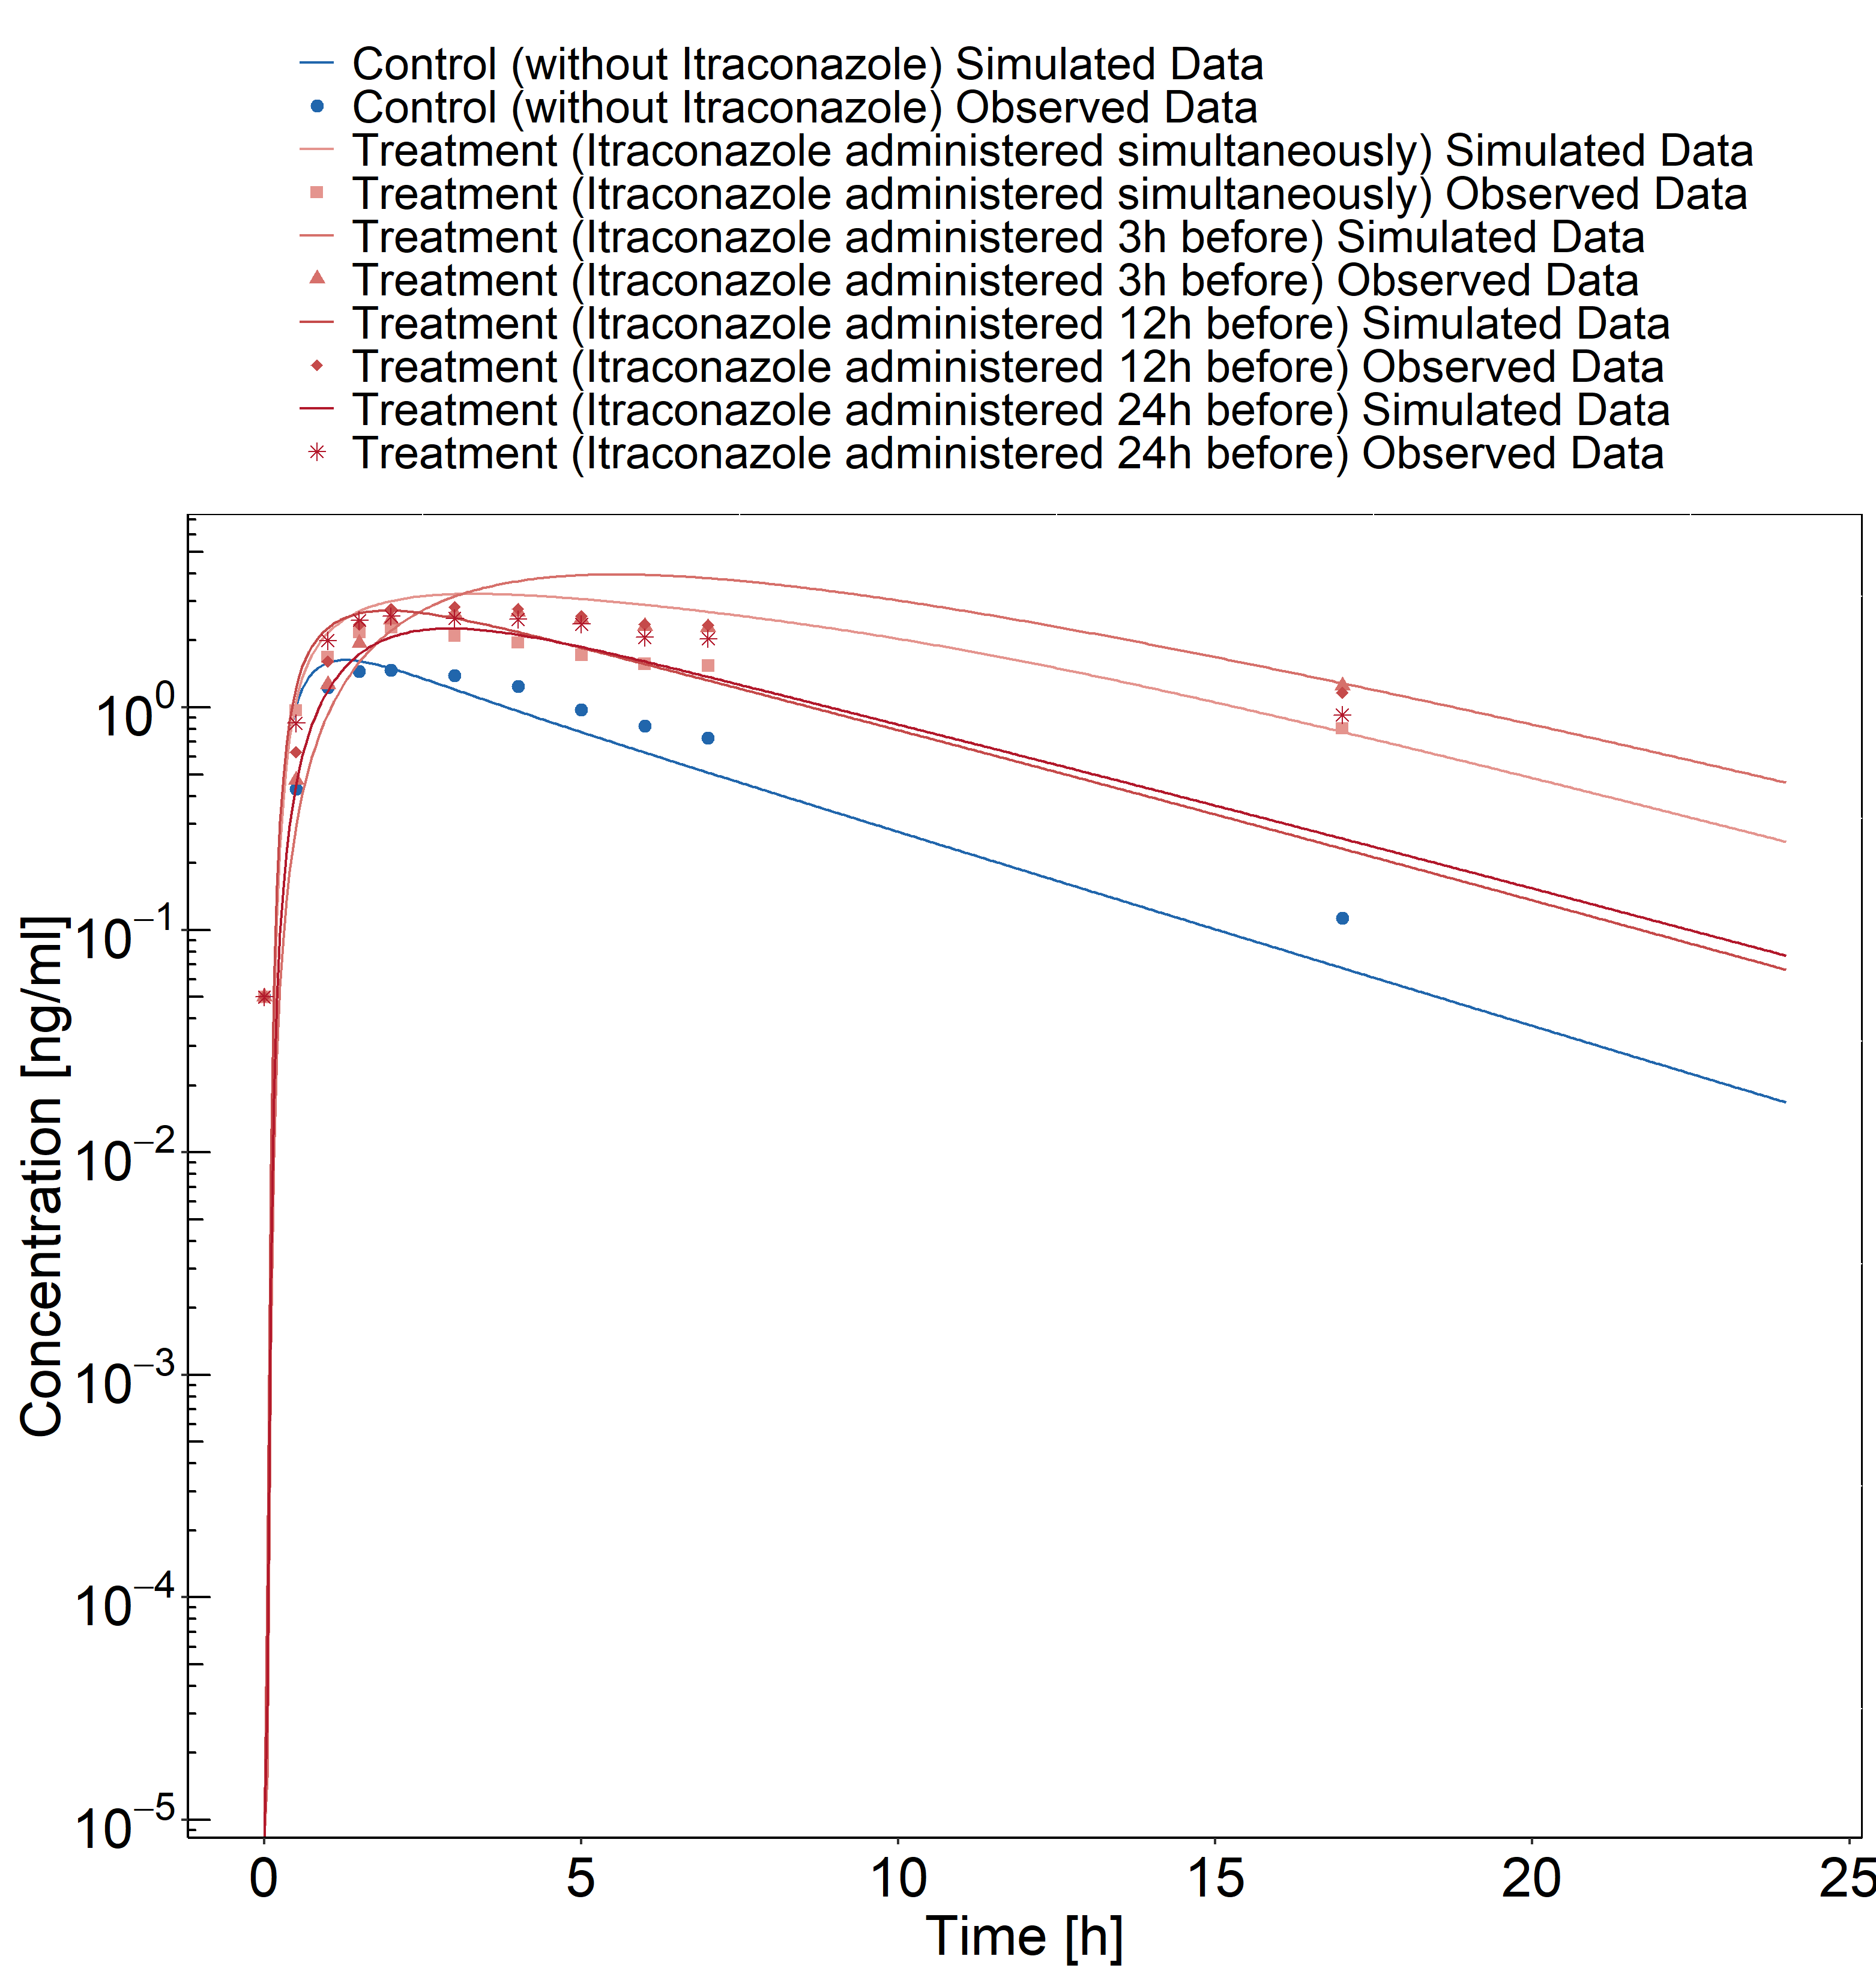 Control (without Itraconazole) Simulated Data
Control (without Itraconazole) Observed Data
Treatment (Itraconazole administered simultaneously) Simulated Data
Treatment (Itraconazole administered simultaneously) Observed Data
Treatment (Itraconazole administered 3h before) Simulated Data
Treatment (Itraconazole administered 3h before) Observed Data
Treatment (Itraconazole administered 12h before) Simulated Data
Treatment (Itraconazole administered 12h before) Observed Data
Treatment (Itraconazole administered 24h before) Simulated Data
Treatment (Itraconazole administered 24h before) Observed Data
Concentration [ng/ml]
10⁰
10⁻¹
10⁻²
10⁻³
10⁻⁴
10⁻⁵
0 5 10 15 20 25
Time [h]